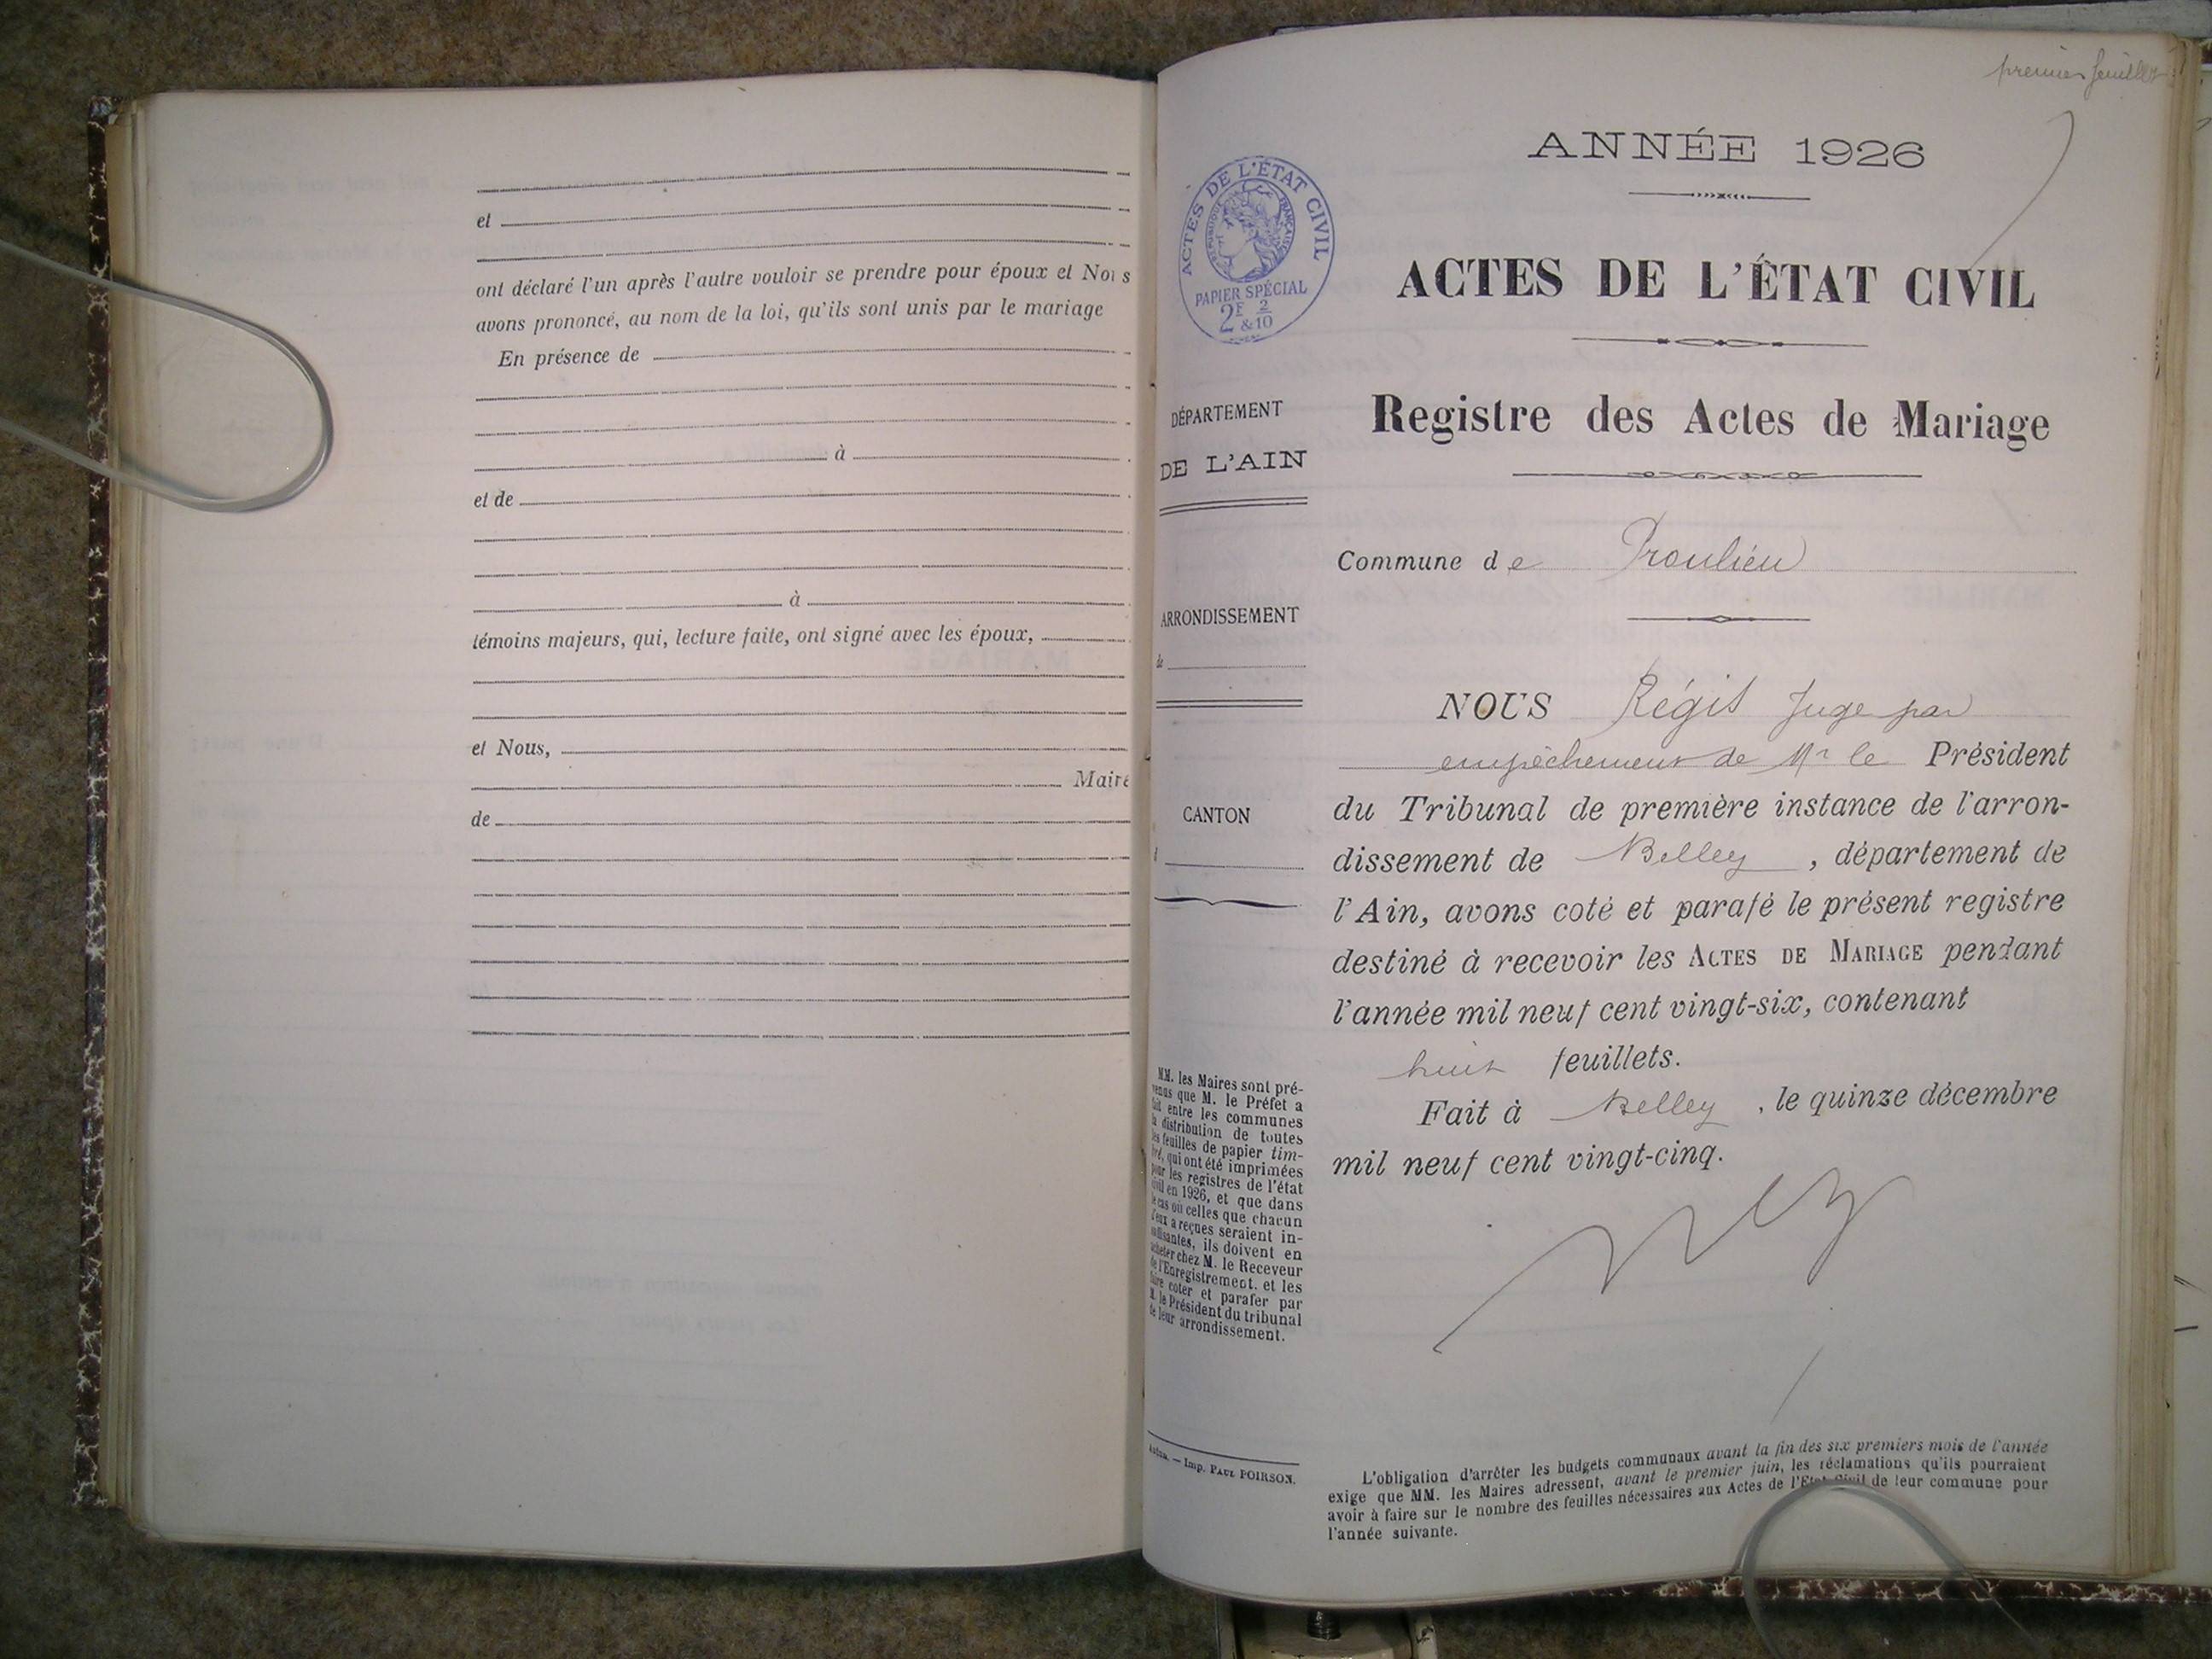 et
ont déclaré l'un après l'autre vouloir se prendre pour époux et Nous
avons prononcé, au nom de la loi, qu'ils sont unis par le mariage
En présence de
à
et de
à
témoins majeurs, qui, lecture faite, ont signé avec les époux,
et Nous,
Maire
de
premier feuillet
ANNÉE 1926
ACTES DE L'ÉTAT CIVIL
RÉPUBLIQUE FRANÇAISE
PAPIER SPÉCIAL
2F 2
&10
ACTES DE L'ÉTAT CIVIL
Registre des Actes de Mariage
DÉPARTEMENT
DE L'AIN
Commune de Proulieu
ARRONDISSEMENT
de
CANTON
NOUS Régis Juge par
empêchement de Mr le Président
du Tribunal de première instance de l'arron-
dissement de Belley, département de
l'Ain, avons coté et parafé le présent registre
destiné à recevoir les ACTES DE MARIAGE pendant
l'année mil neuf cent vingt-six, contenant
huit feuillets.
Fait à Belley, le quinze décembre
mil neuf cent vingt-cinq.
MM. les Maires sont pré-
venus que M. le Préfet a
fait entre les communes
la distribution de toutes
les feuilles de papier tim-
bré, qui ont été imprimées
pour les registres de l'état
civil en 1926, et que dans
le cas où celles que chacun
d'eux a reçues seraient in-
suffisantes, ils doivent en
acheter chez M. le Receveur
de l'Enregistrement, et les
faire coter et parafer par
M. le Président du tribunal
de leur arrondissement.
— Imp. PAUL POIRSON.
L'obligation d'arrêter les budgets communaux avant la fin des six premiers mois de l'année
exige que MM. les Maires adressent, avant le premier juin, les réclamations qu'ils pourraient
avoir à faire sur le nombre des feuilles nécessaires aux Actes de l'Etat Civil de leur commune pour
l'année suivante.